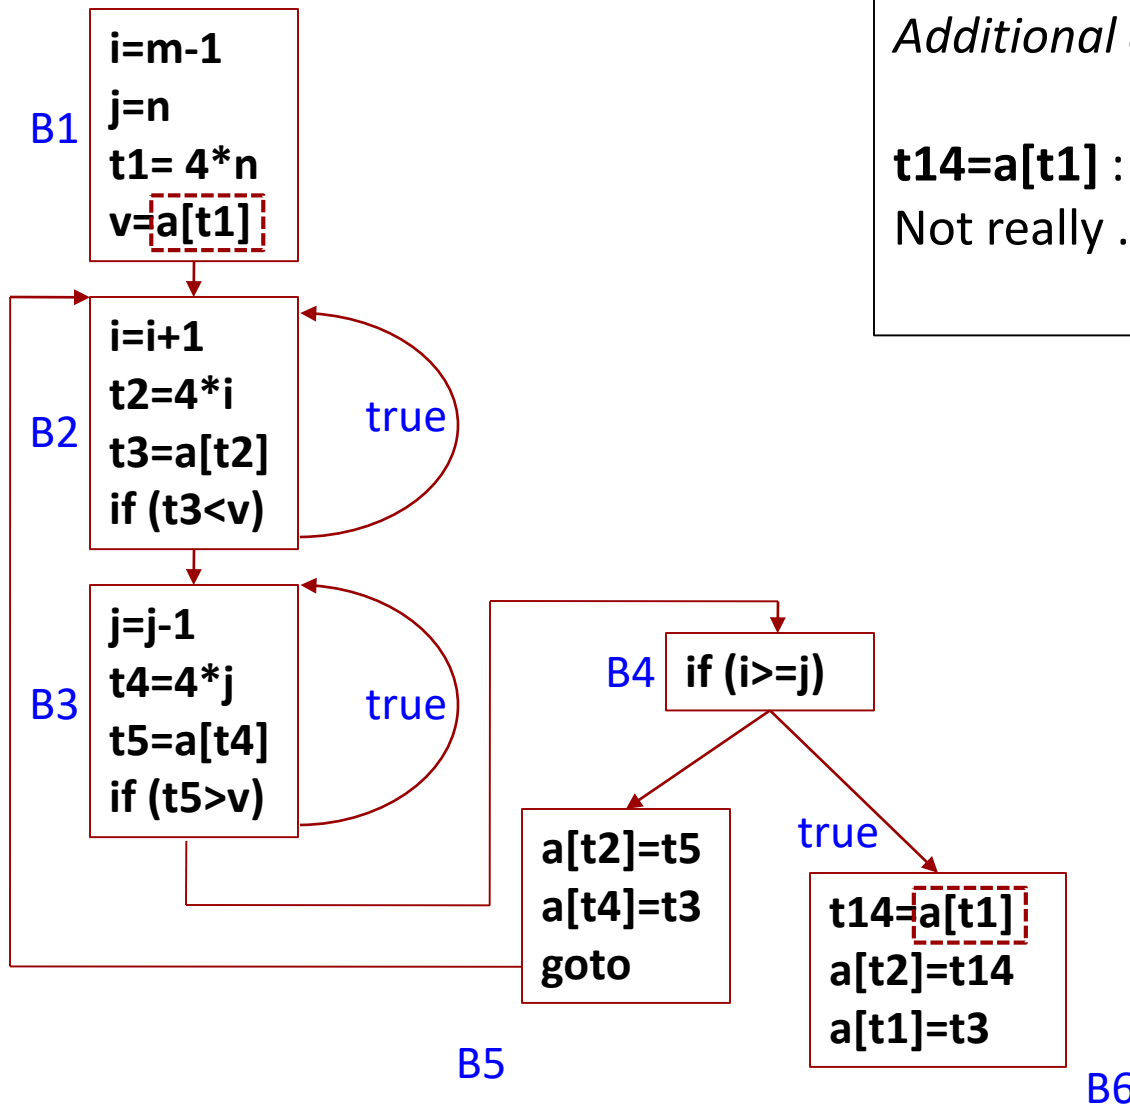 B1
i=m-1
j=n
t1= 4*n
v=a[t1]
Additional
t14=a[t1] :
Not really .
B2
i=i+1
t2=4*i
t3=a[t2]
if (t3<v)
true
B3
j=j-1
t4=4*j
t5=a[t4]
if (t5>v)
true
B4
if (i>=j)
a[t2]=t5
a[t4]=t3
goto
B5
true
t14=a[t1]
a[t2]=t14
a[t1]=t3
B6